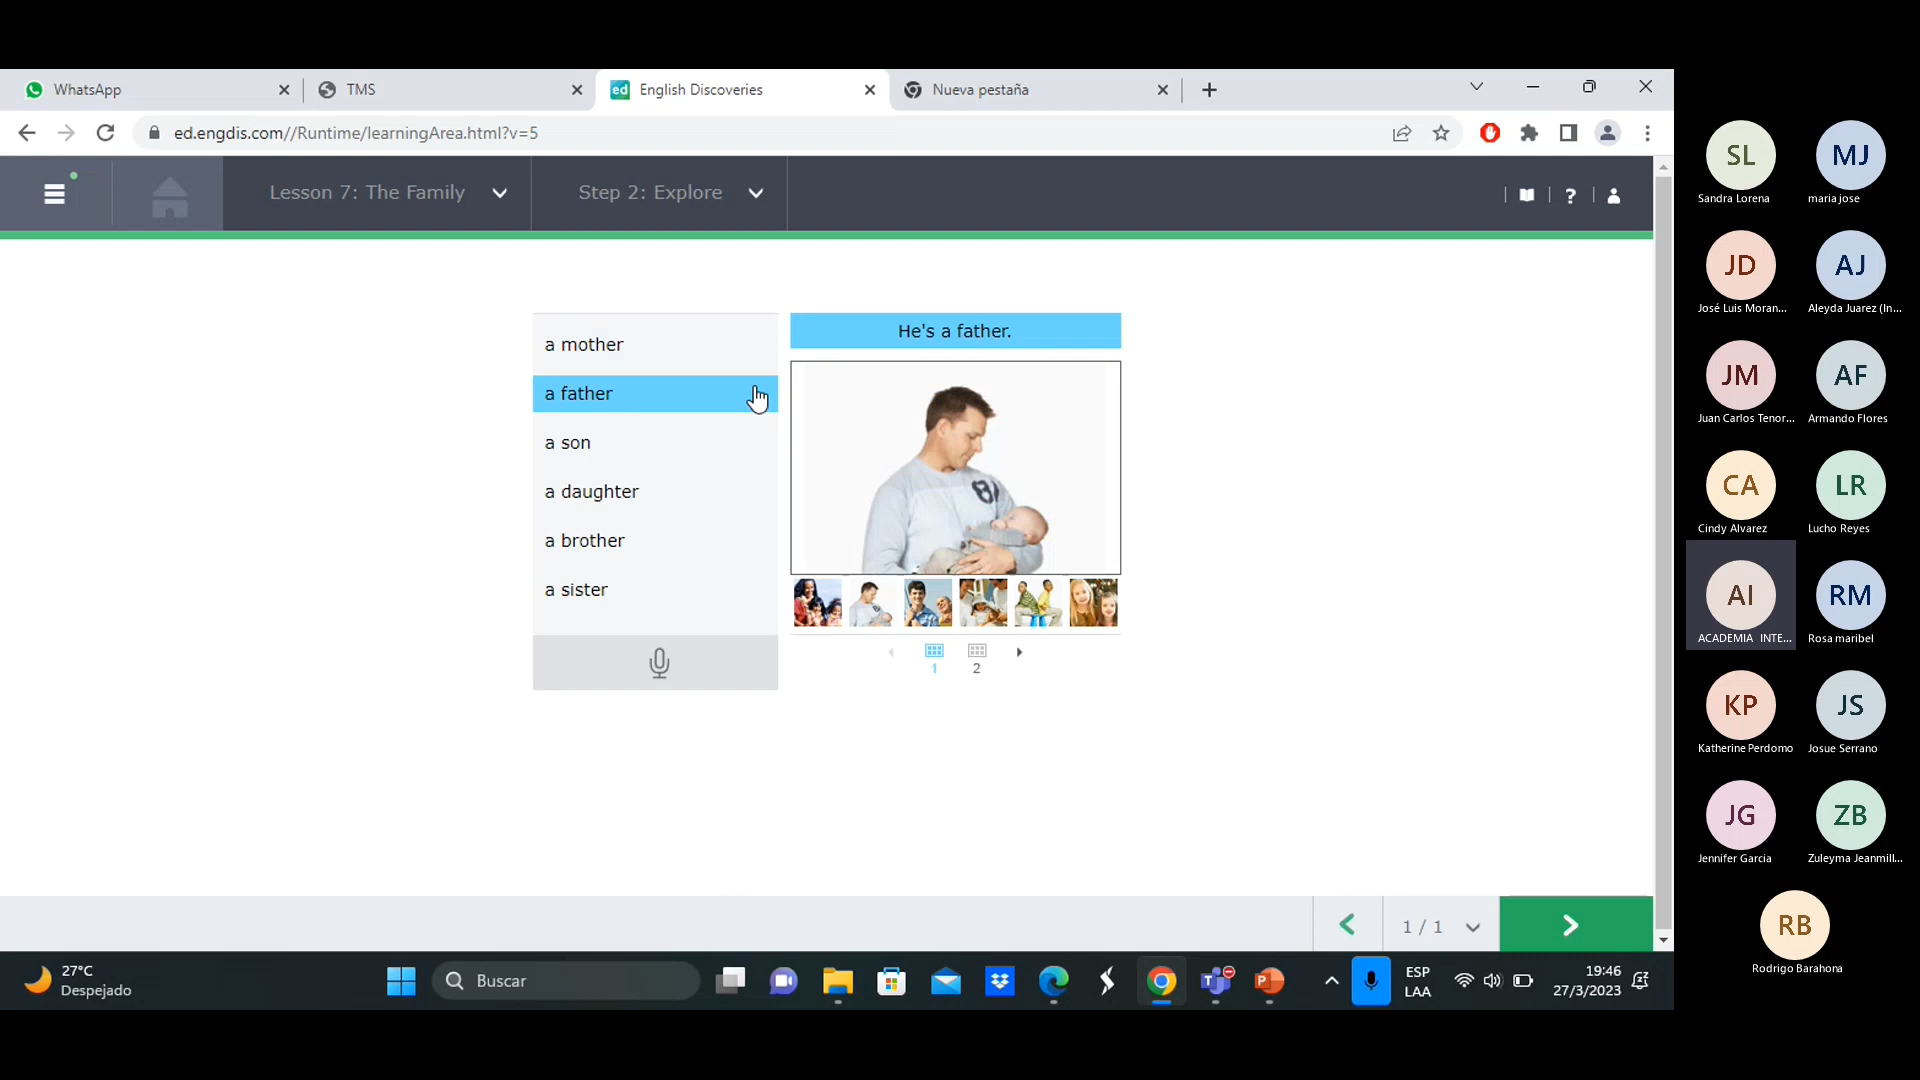 WhatsApp
TMS
ed English Discoveries
Nueva pestaña
ed.engdis.com//Runtime/learningArea.html?v=5
Lesson 7: The Family
Step 2: Explore
?
a mother
a father
a son
a daughter
a brother
a sister
He's a father.
1
2
1 / 1
27°C
Despejado
Buscar
ESP
LAA
19:46
27/3/2023
SL
Sandra Lorena
MJ
maria jose
JD
José Luis Moran...
AJ
Aleyda Juarez (In...
JM
Juan Carlos Tenor...
AF
Armando Flores
CA
Cindy Alvarez
LR
Lucho Reyes
AI
ACADEMIA INTE...
RM
Rosa maribel
KP
Katherine Perdomo
JS
Josue Serrano
JG
Jennifer Garcia
ZB
Zuleyma Jeanmill...
RB
Rodrigo Barahona